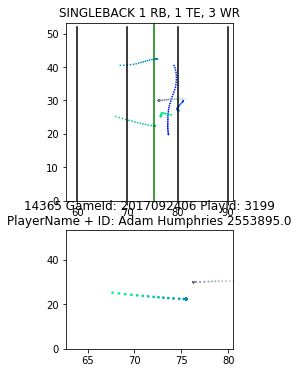 SINGLEBACK 1 RB, 1 TE, 3 WR
50
40
30
20
10
0
60 70 80 90
14365 GameId: 2017092406 PlayId: 3199
PlayerName + ID: Adam Humphries 2553895.0
40
20
0
65 70 75 80